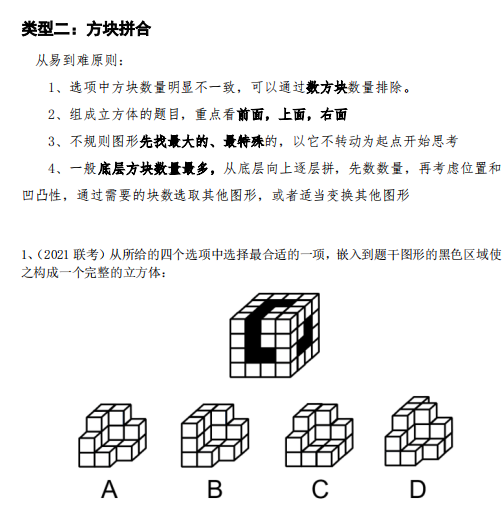 类型二：方块拼合
从易到难原则：
1、选项中方块数量明显不一致，可以通过数方块数量排除。
2、组成立方体的题目，重点看前面，上面，右面
3、不规则图形先找最大的、最特殊的，以它不转动为起点开始思考
4、一般底层方块数量最多，从底层向上逐层拼，先数数量，再考虑位置和
凹凸性，通过需要的块数选取其他图形，或者适当变换其他图形
1、（2021 联考）从所给的四个选项中选择最合适的一项，嵌入到题干图形的黑色区域使
之构成一个完整的立方体：
A B C D